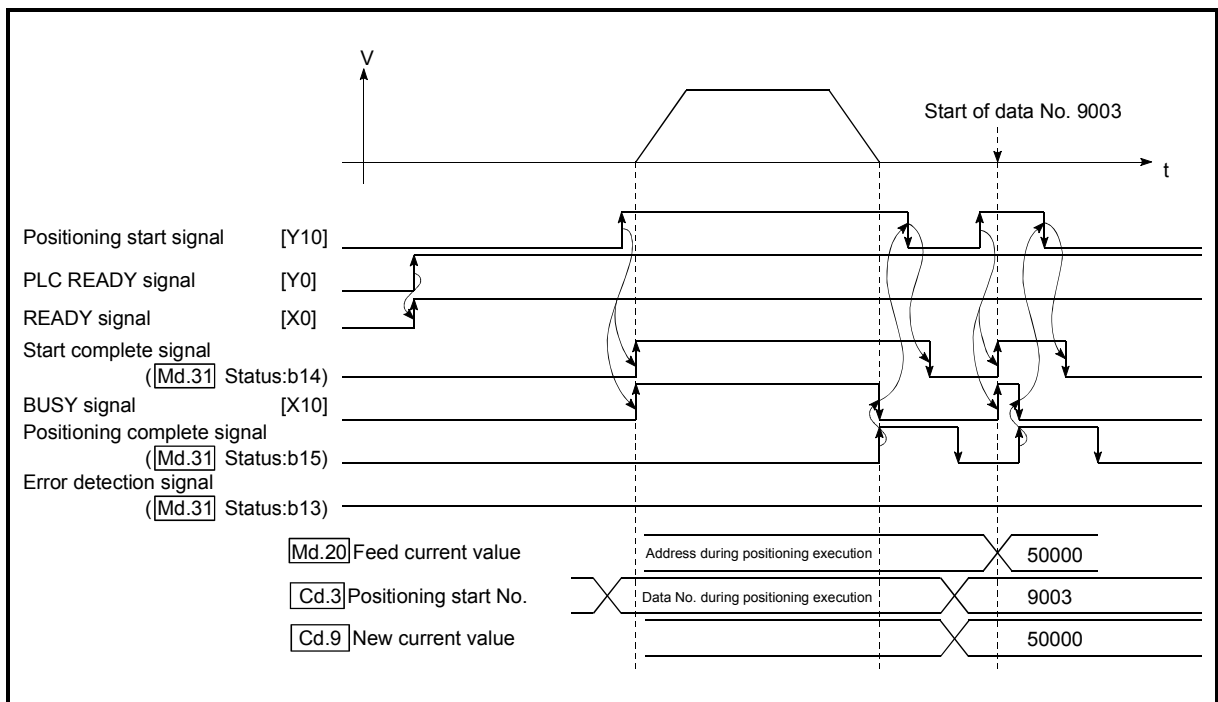 V
Start of data No. 9003
t
Positioning start signal [Y10]
PLC READY signal [Y0]
READY signal [X0]
Start complete signal
( Md.31 Status:b14)
BUSY signal [X10]
Positioning complete signal
( Md.31 Status:b15)
Error detection signal
( Md.31 Status:b13)
Md.20 Feed current value Address during positioning execution 50000
Cd.3 Positioning start No. Data No. during positioning execution 9003
Cd.9 New current value 50000